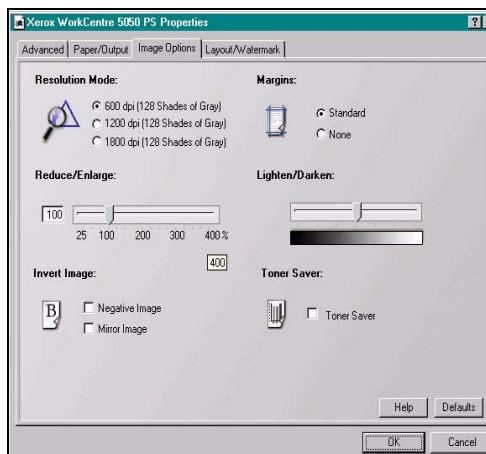 Xerox WorkCentre 5050 PS Properties
?
Advanced Paper/Output Image Options Layout/Watermark
Resolution Mode: Margins:
600 dpi (128 Shades of Gray) Standard
1200 dpi (128 Shades of Gray)
None
1800 dpi (128 Shades of Gray)
Reduce/Enlarge: Lighten/Darken:
100
25 100 200 300 400%
400
Invert Image: Toner Saver:
B
Negative Image
Toner Saver
Mirror Image
Help Defaults
OK Cancel